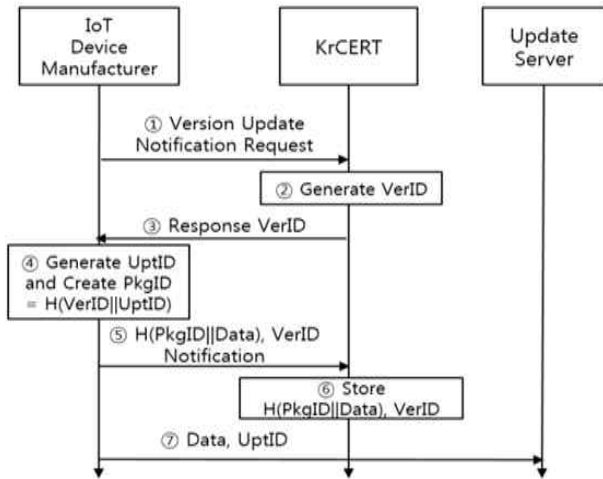 IoT
Device
Manufacturer
KrCERT
Update
Server
① Version Update
Notification Request
② Generate VerID
③ Response VerID
④ Generate UptID
and Create PkgID
= H(VerID||UptID)
⑤ H(PkgID||Data), VerID
Notification
⑥ Store
H(PkgID||Data), VerID
⑦ Data, UptID